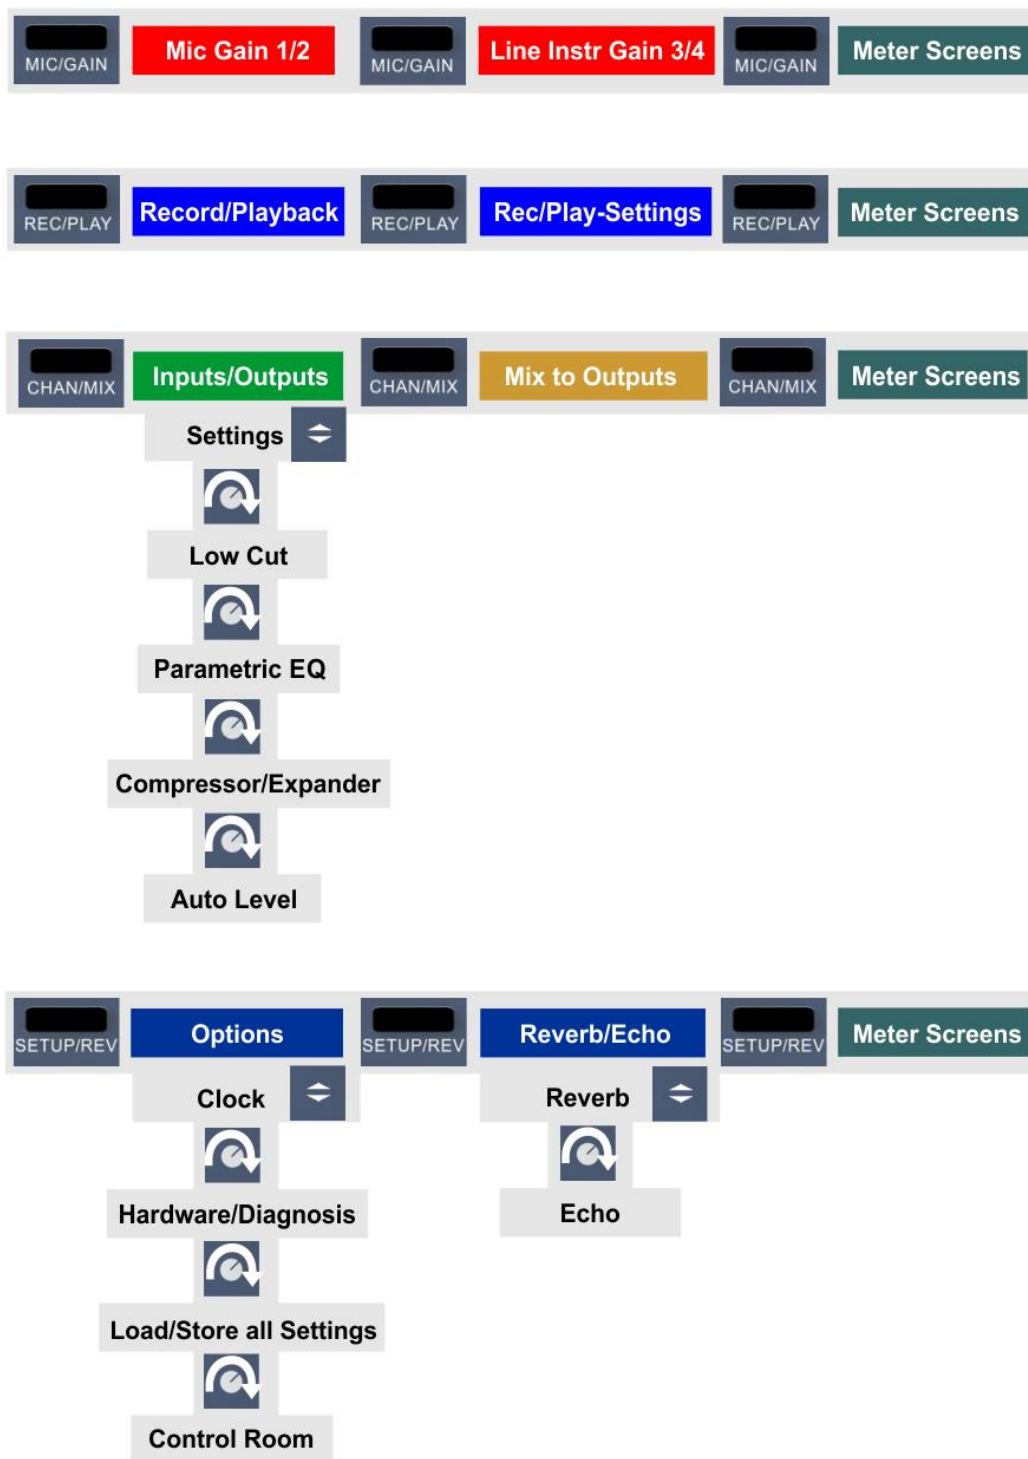 MIC/GAIN Mic Gain 1/2 MIC/GAIN Line Instr Gain 3/4 MIC/GAIN Meter Screens
REC/PLAY Record/Playback REC/PLAY Rec/Play-Settings REC/PLAY Meter Screens
CHAN/MIX Inputs/Outputs CHAN/MIX Mix to Outputs CHAN/MIX Meter Screens
Settings
Low Cut
Parametric EQ
Compressor/Expander
Auto Level
SETUP/REV Options SETUP/REV Reverb/Echo SETUP/REV Meter Screens
Clock Reverb
Hardware/Diagnosis Echo
Load/Store all Settings
Control Room